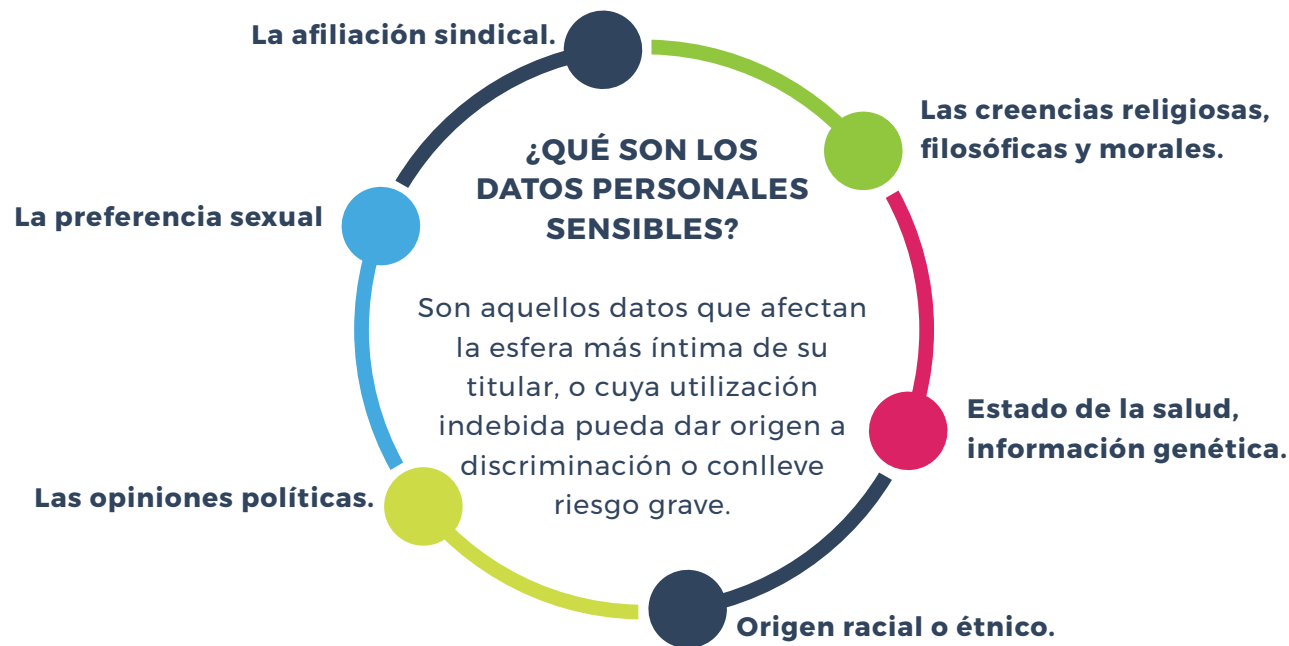 La afiliación sindical.
Las creencias religiosas,
filosóficas y morales.
¿QUÉ SON LOS
DATOS PERSONALES
SENSIBLES?
La preferencia sexual
Son aquellos datos que afectan
la esfera más íntima de su
titular, o cuya utilización
indebida pueda dar origen a
discriminación o conlleve
riesgo grave.
Estado de la salud,
información genética.
Las opiniones políticas.
Origen racial o étnico.